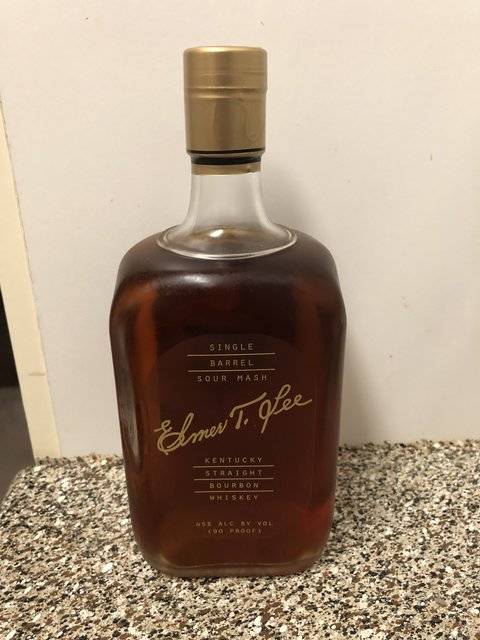 SINGLE
BARREL
SOUR MASH
Elmer T. Lee
KENTUCKY
STRAIGHT
BOURBON
WHISKEY
45% ALC BY VOL
(90 PROOF)